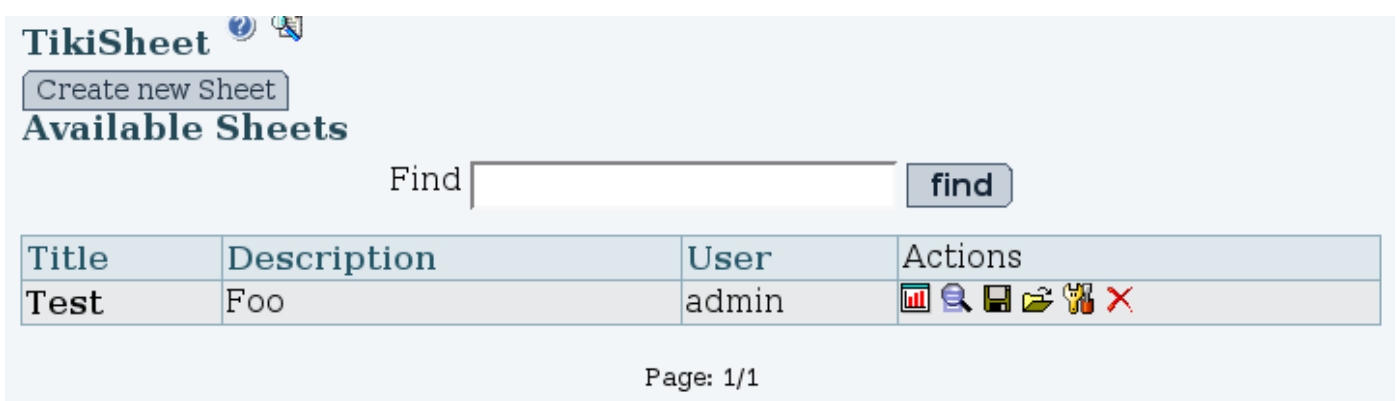 TikiSheet
Create new Sheet
Available Sheets
Find find
Title Description User Actions
Test Foo admin
Page: 1/1